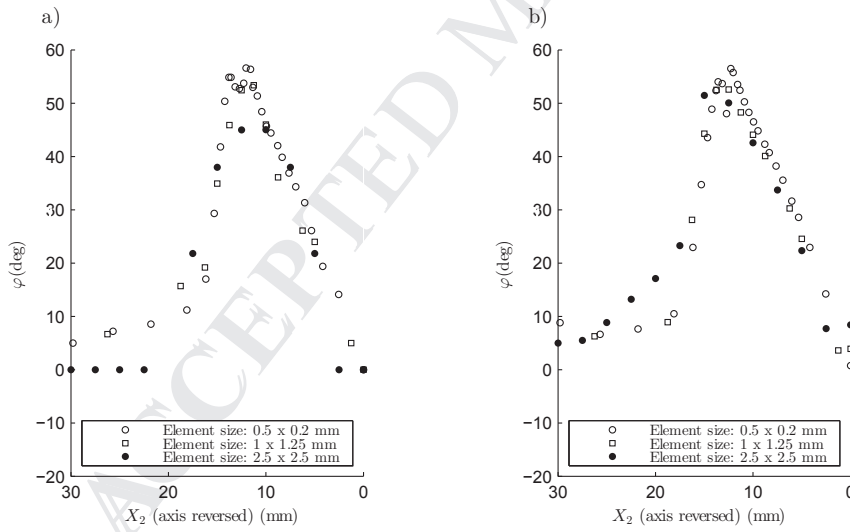 a)
60
50
40
30
20
10
0
−10
−20
φ (deg)
Element size: 0.5 x 0.2 mm
Element size: 1 x 1.25 mm
Element size: 2.5 x 2.5 mm
30 20 10 0
X₂ (axis reversed) (mm)
b)
60
50
40
30
20
10
0
−10
−20
φ (deg)
Element size: 0.5 x 0.2 mm
Element size: 1 x 1.25 mm
Element size: 2.5 x 2.5 mm
30 20 10 0
X₂ (axis reversed) (mm)
ACCEPTED M